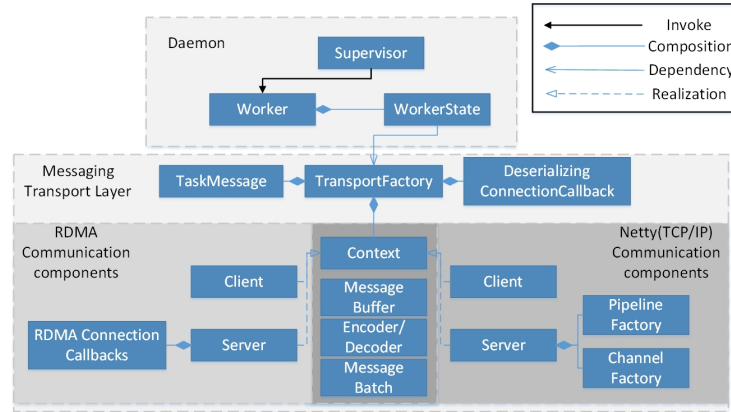 Daemon
Supervisor
Worker
WorkerState
Invoke
Composition
Dependency
Realization
Messaging
Transport Layer
TaskMessage
TransportFactory
Deserializing
ConnectionCallback
RDMA
Communication
components
Netty(TCP/IP)
Communication
components
Context
Client
Client
Message
Buffer
Pipeline
Factory
RDMA Connection
Callbacks
Server
Encoder/
Decoder
Server
Message
Batch
Channel
Factory